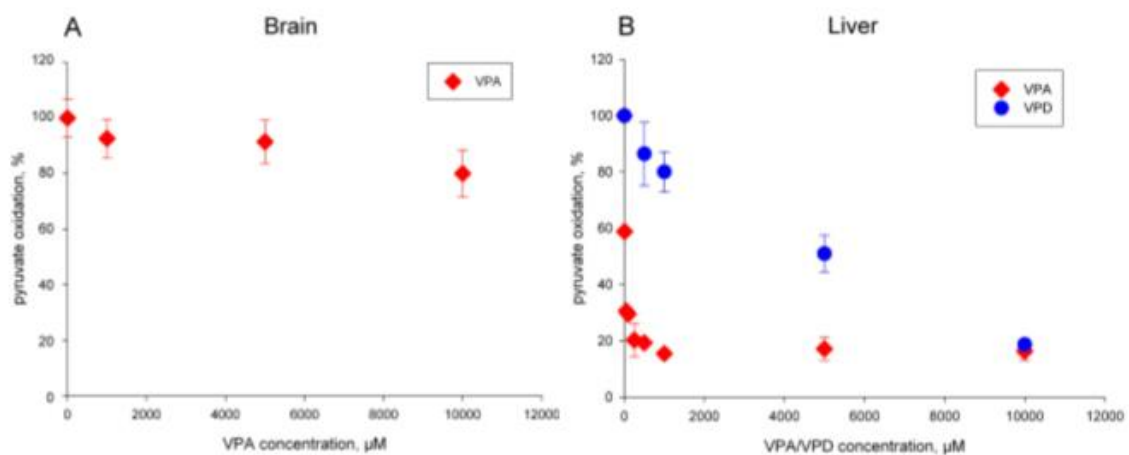 A Brain
120
100
80
60
40
20
0
pyruvate oxidation, %
VPA
0 2000 4000 6000 8000 10000 12000
VPA concentration, µM
B Liver
120
100
80
60
40
20
0
pyruvate oxidation, %
VPA
VPD
0 2000 4000 6000 8000 10000 12000
VPA/VPD concentration, µM